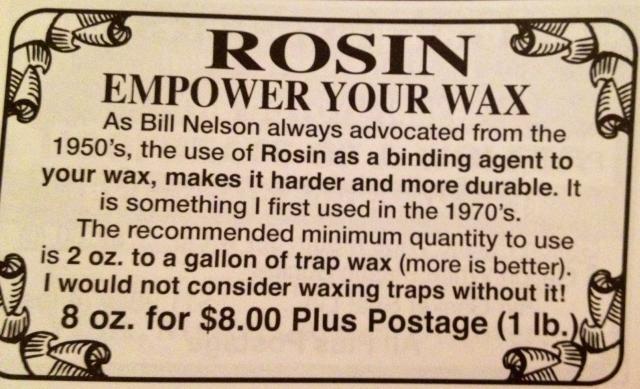 ROSIN
EMPOWER YOUR WAX
As Bill Nelson always advocated from the
1950's, the use of Rosin as a binding agent to
your wax, makes it harder and more durable. It
is something I first used in the 1970's.
The recommended minimum quantity to use
is 2 oz. to a gallon of trap wax (more is better).
I would not consider waxing traps without it!
8 oz. for $8.00 Plus Postage (1 lb.)